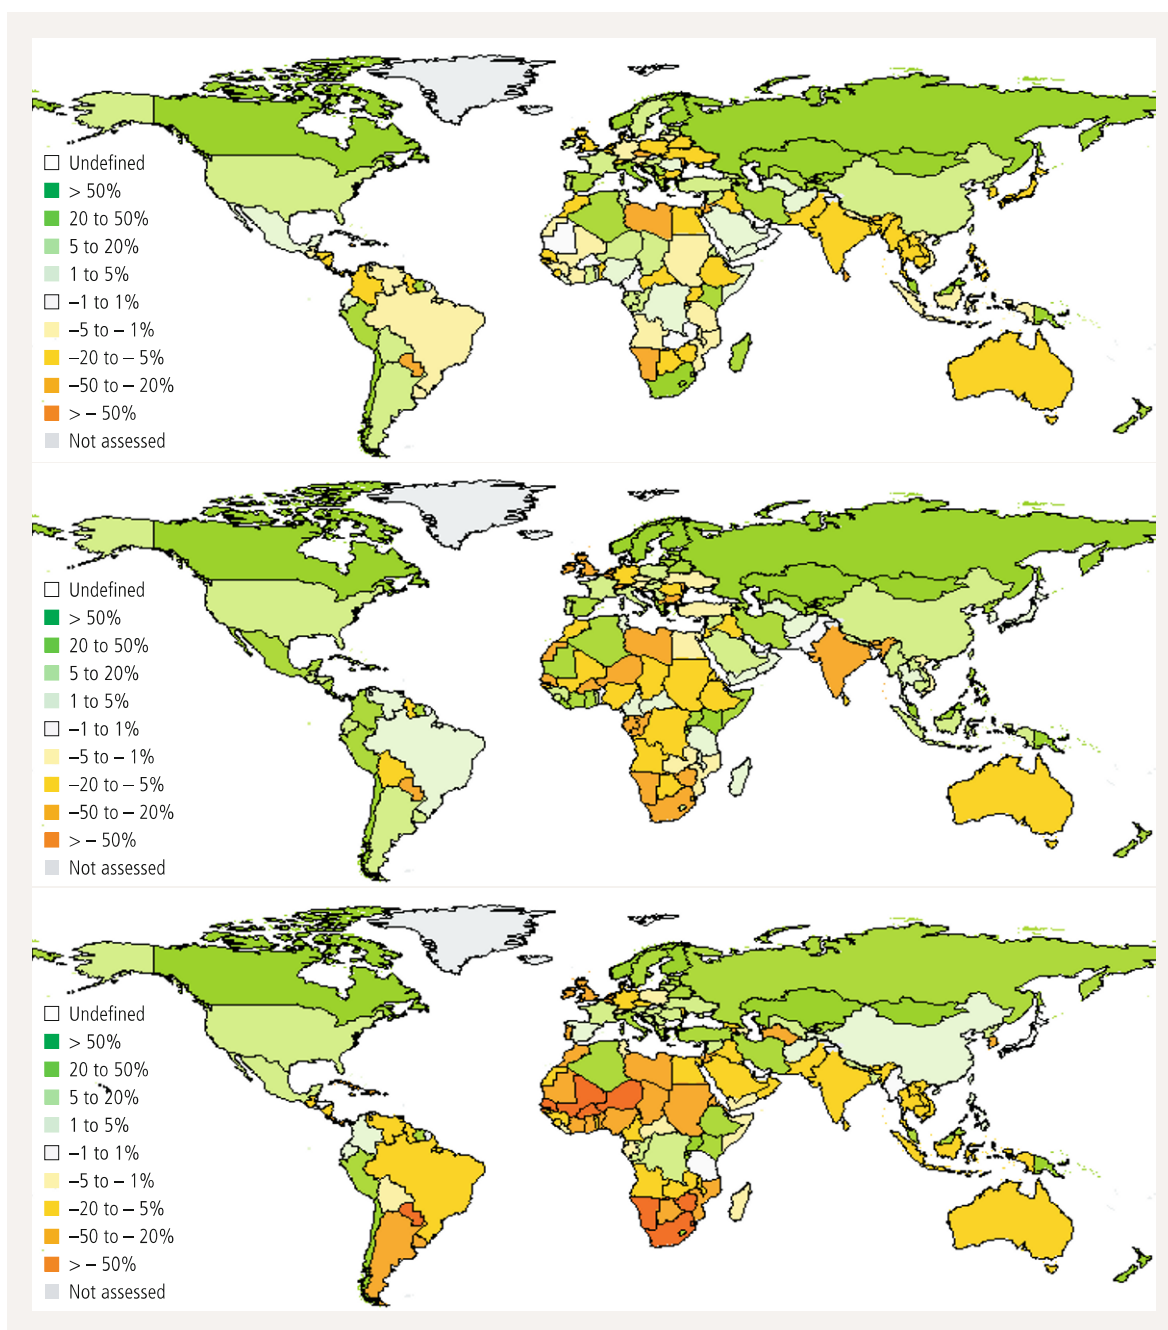 Undefined
> 50%
20 to 50%
5 to 20%
1 to 5%
–1 to 1%
–5 to – 1%
–20 to – 5%
–50 to – 20%
> – 50%
Not assessed
Undefined
> 50%
20 to 50%
5 to 20%
1 to 5%
–1 to 1%
–5 to – 1%
–20 to – 5%
–50 to – 20%
> – 50%
Not assessed
Undefined
> 50%
20 to 50%
5 to 20%
1 to 5%
–1 to 1%
–5 to – 1%
–20 to – 5%
–50 to – 20%
> – 50%
Not assessed